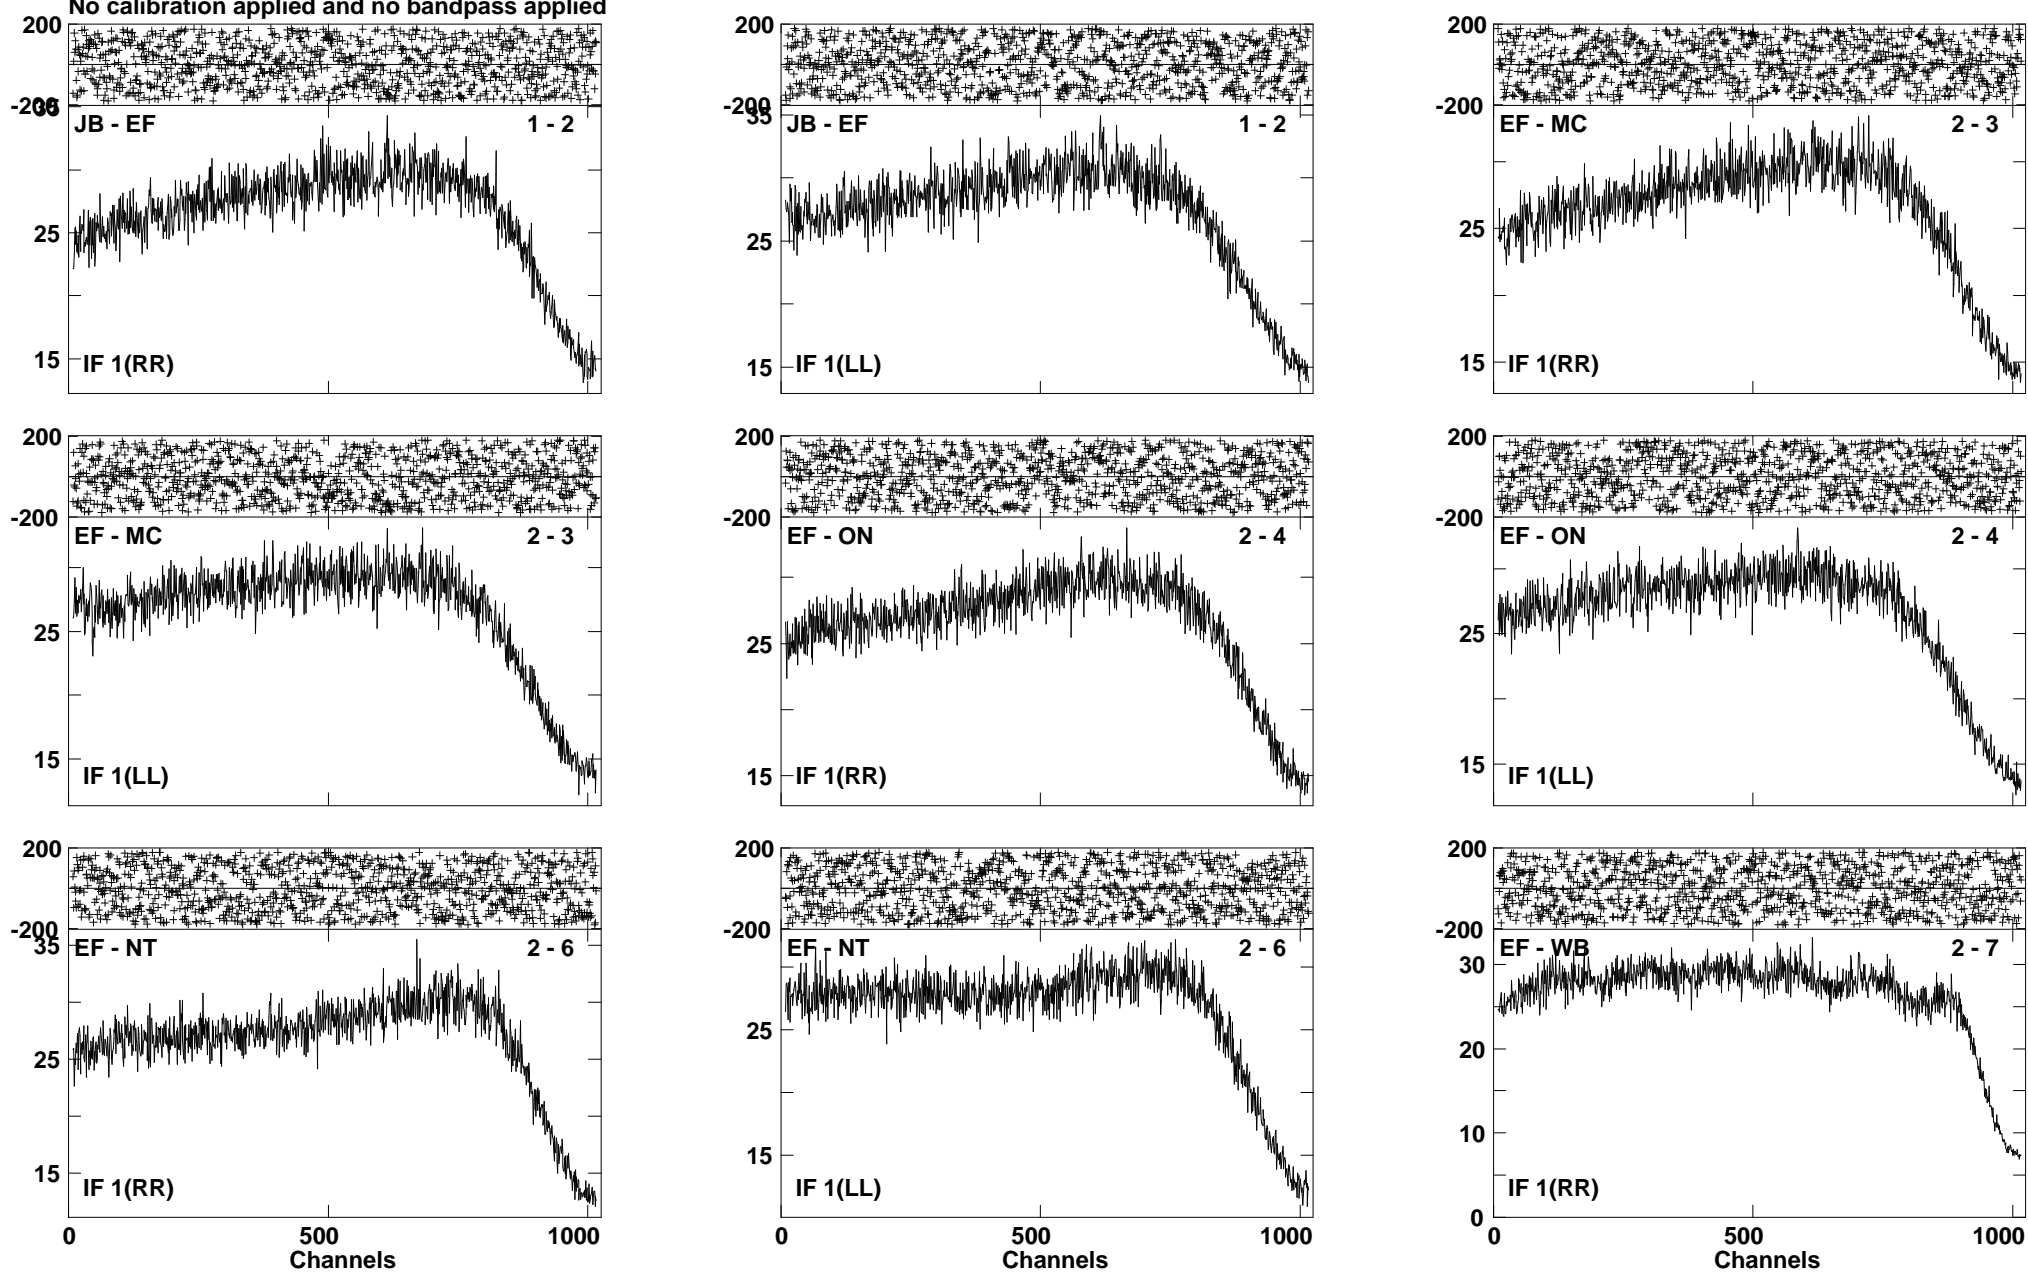 No calibration applied and no bandpass applied
200
-200
35
JB - EF 1 - 2
25
15
IF 1(RR)
-200
35
JB - EF 1 - 2
25
15
IF 1(LL)
200
-200
EF - MC 2 - 3
25
15
IF 1(RR)
200
-200
EF - MC 2 - 3
25
15
IF 1(LL)
200
-200
EF - ON 2 - 4
25
15
IF 1(RR)
200
-200
EF - ON 2 - 4
25
15
IF 1(LL)
200
-200
35
EF - NT 2 - 6
25
15
IF 1(RR)
0 500 1000
Channels
200
-200
EF - NT 2 - 6
25
15
IF 1(LL)
0 500 1000
Channels
200
-200
EF - WB 2 - 7
30
20
10
0
IF 1(RR)
0 500 1000
Channels